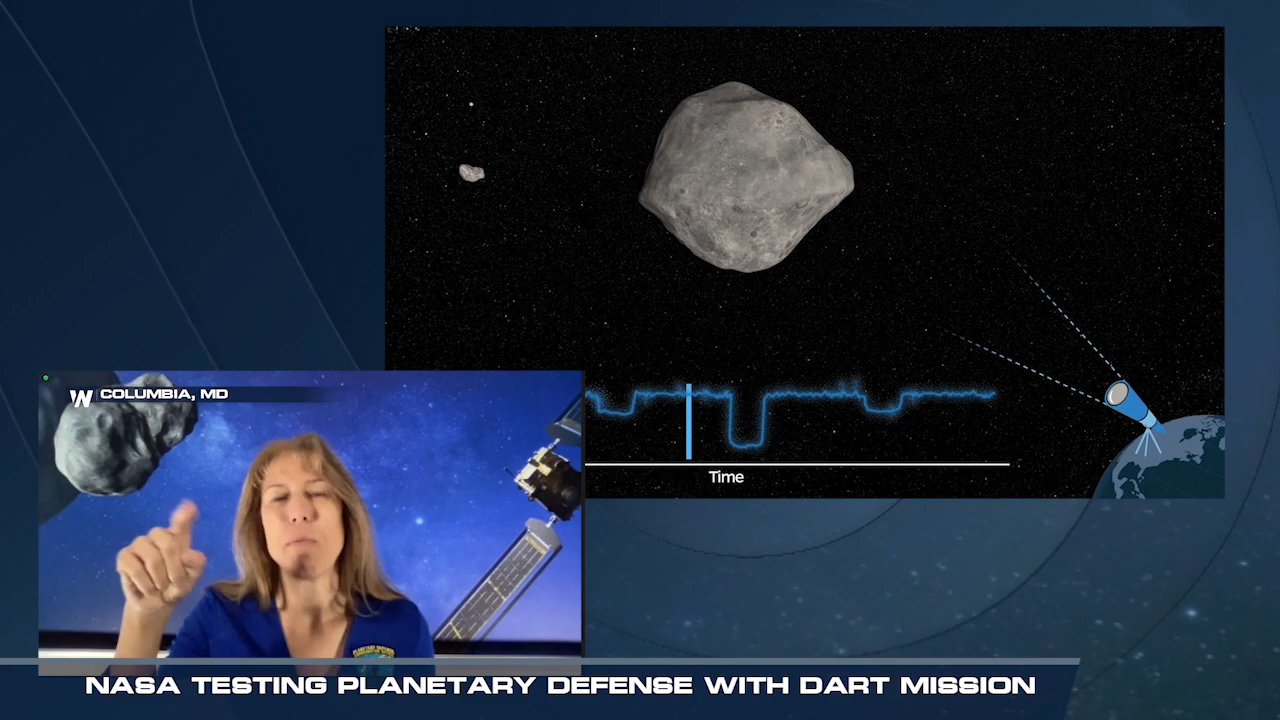 W COLUMBIA, MD
Time
NASA TESTING PLANETARY DEFENSE WITH DART MISSION